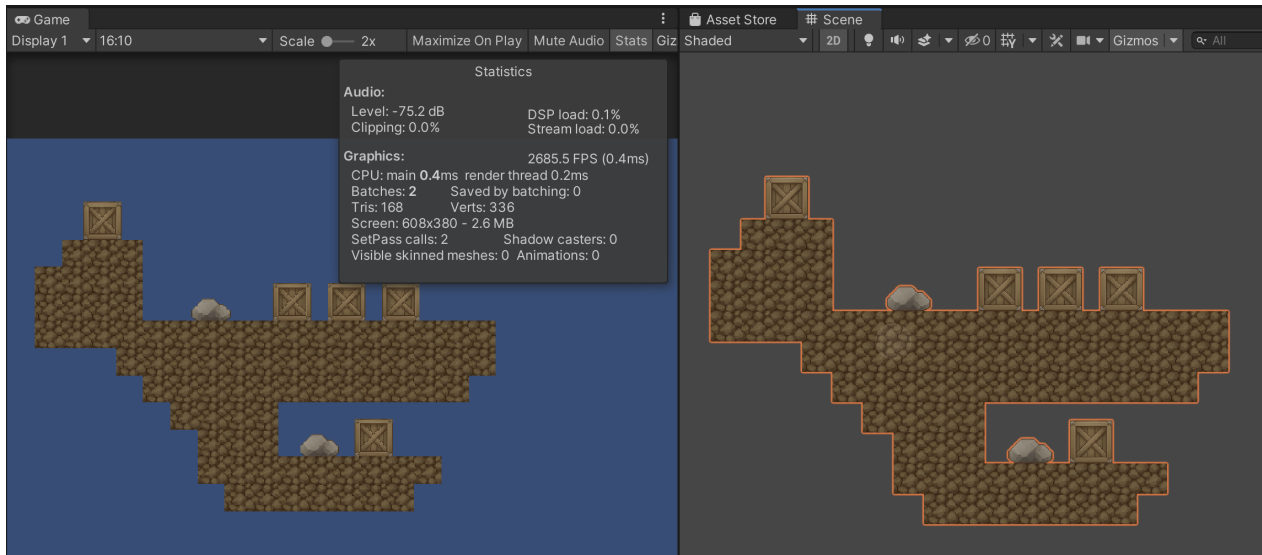 Game
Display 1 16:10 Scale 2x Maximize On Play Mute Audio Stats Giz
Statistics
Audio:
Level: -75.2 dB DSP load: 0.1%
Clipping: 0.0% Stream load: 0.0%
Graphics: 2685.5 FPS (0.4ms)
CPU: main 0.4ms render thread 0.2ms
Batches: 2 Saved by batching: 0
Tris: 168 Verts: 336
Screen: 608x380 - 2.6 MB
SetPass calls: 2 Shadow casters: 0
Visible skinned meshes: 0 Animations: 0
Asset Store Scene
Shaded 2D 0 Gizmos All